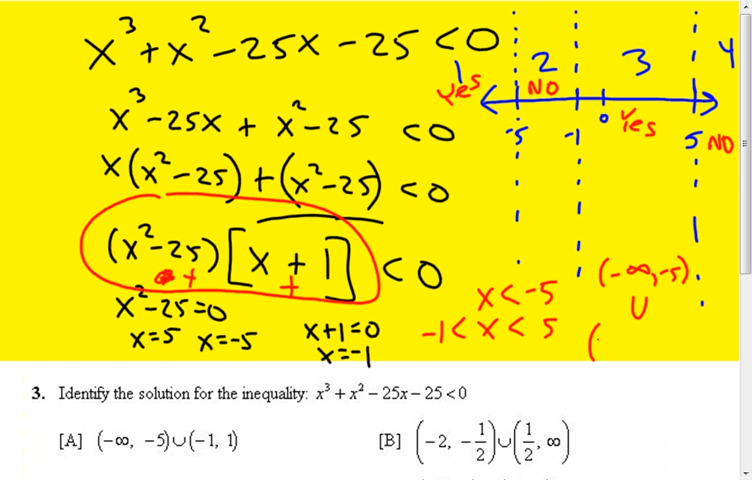 x³ + x² - 25x - 25 < 0
x³ - 25x + x² - 25 < 0
x(x² - 25) + (x² - 25) < 0
(x² - 25)[x + 1] < 0
+ +
x² - 25 = 0
x = 5 x = -5
x + 1 = 0
x = -1
1 2 3 4
Yes NO Yes NO
-5 -1 0 5
x < -5
-1 < x < 5
(-∞, -5)
∪
(
3. Identify the solution for the inequality: x³ + x² − 25x − 25 < 0
[A] (−∞, −5)∪(−1, 1)
[B] (−2, −1/2)∪(1/2, ∞)